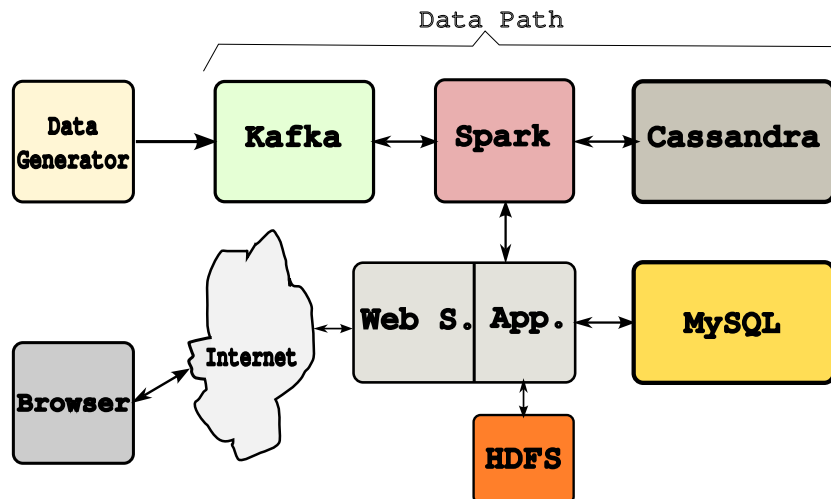 Data Path
Data
Generator
Kafka
Spark
Cassandra
Web S.
App.
MySQL
Internet
Browser
HDFS